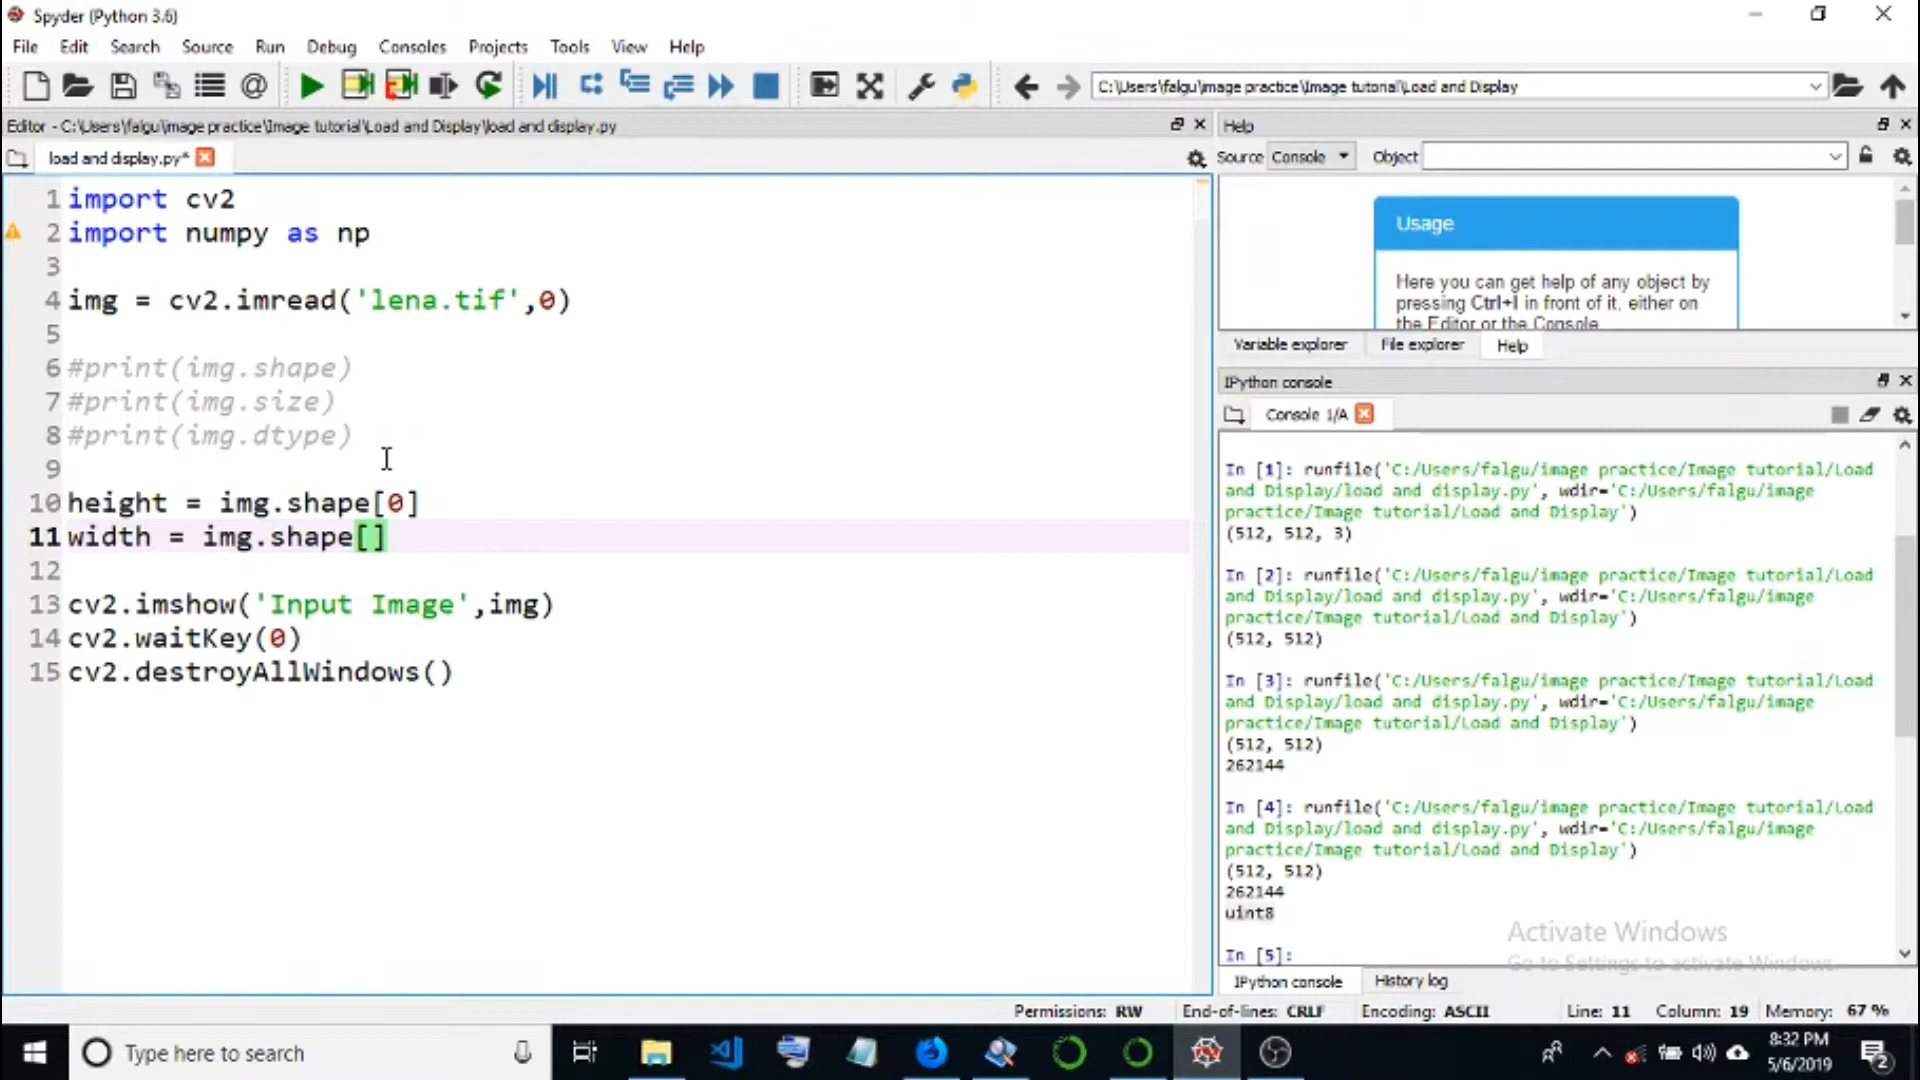 Spyder (Python 3.6)
File Edit Search Source Run Debug Consoles Projects Tools View Help
C:\Users\falgu\image practice\Image tutorial\Load and Display
Editor - C:\Users\falgu\image practice\Image tutorial\Load and Display\load and display.py
load and display.py*
1 import cv2
2 import numpy as np
3
4 img = cv2.imread('lena.tif',0)
5
6 #print(img.shape)
7 #print(img.size)
8 #print(img.dtype)
9
10 height = img.shape[0]
11 width = img.shape[]
12
13 cv2.imshow('Input Image',img)
14 cv2.waitKey(0)
15 cv2.destroyAllWindows()
Help
Source Console Object
Usage
Here you can get help of any object by
pressing Ctrl+I in front of it, either on
the Editor or the Console
Variable explorer File explorer Help
IPython console
Console 1/A
In [1]: runfile('C:/Users/falgu/image practice/Image tutorial/Load
and Display/load and display.py', wdir='C:/Users/falgu/image
practice/Image tutorial/Load and Display')
(512, 512, 3)
In [2]: runfile('C:/Users/falgu/image practice/Image tutorial/Load
and Display/load and display.py', wdir='C:/Users/falgu/image
practice/Image tutorial/Load and Display')
(512, 512)
In [3]: runfile('C:/Users/falgu/image practice/Image tutorial/Load
and Display/load and display.py', wdir='C:/Users/falgu/image
practice/Image tutorial/Load and Display')
(512, 512)
262144
In [4]: runfile('C:/Users/falgu/image practice/Image tutorial/Load
and Display/load and display.py', wdir='C:/Users/falgu/image
practice/Image tutorial/Load and Display')
(512, 512)
262144
uint8
Activate Windows
Go to Settings to activate Windows.
In [5]:
IPython console History log
Permissions: RW End-of-lines: CRLF Encoding: ASCII Line: 11 Column: 19 Memory: 67 %
Type here to search
8:32 PM
5/6/2019
2